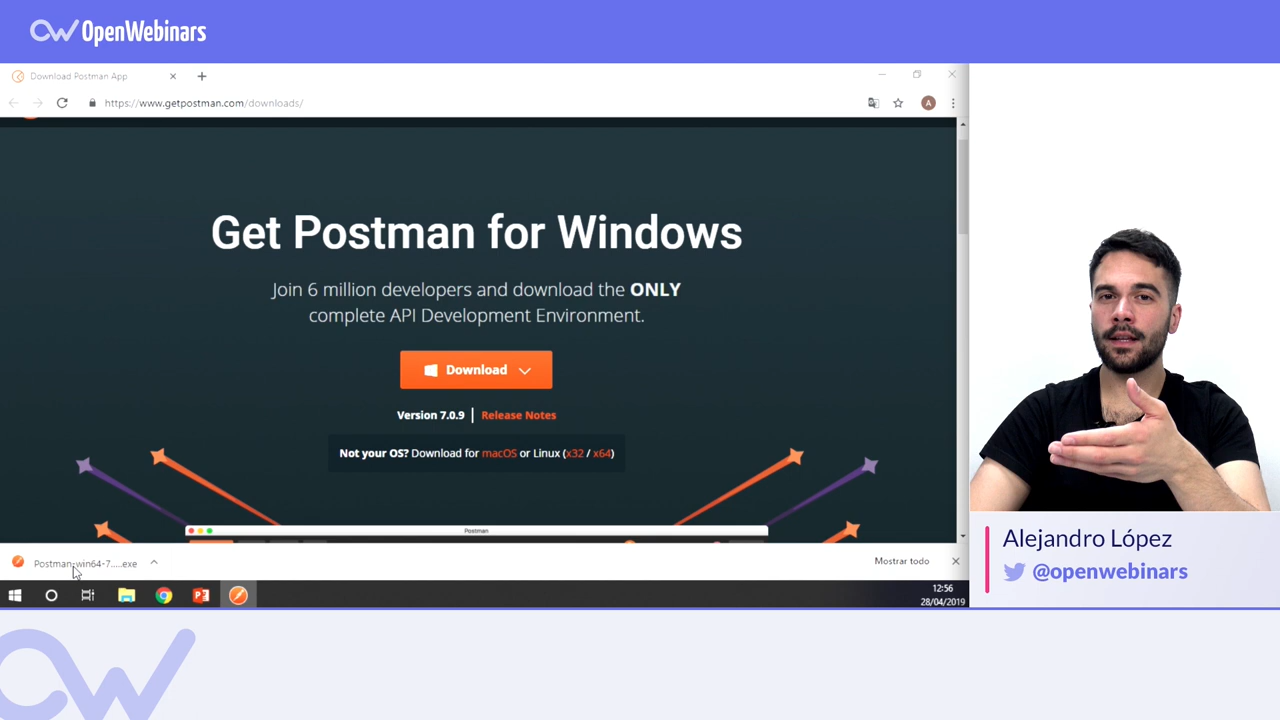 OpenWebinars
Download Postman App
https://www.getpostman.com/downloads/
A
Get Postman for Windows
Join 6 million developers and download the ONLY
complete API Development Environment.
Download
Version 7.0.9 | Release Notes
Not your OS? Download for macOS or Linux (x32 / x64)
Postman
Postman-win64-7.....exe
Mostrar todo
12:56
28/04/2019
Alejandro López
@openwebinars